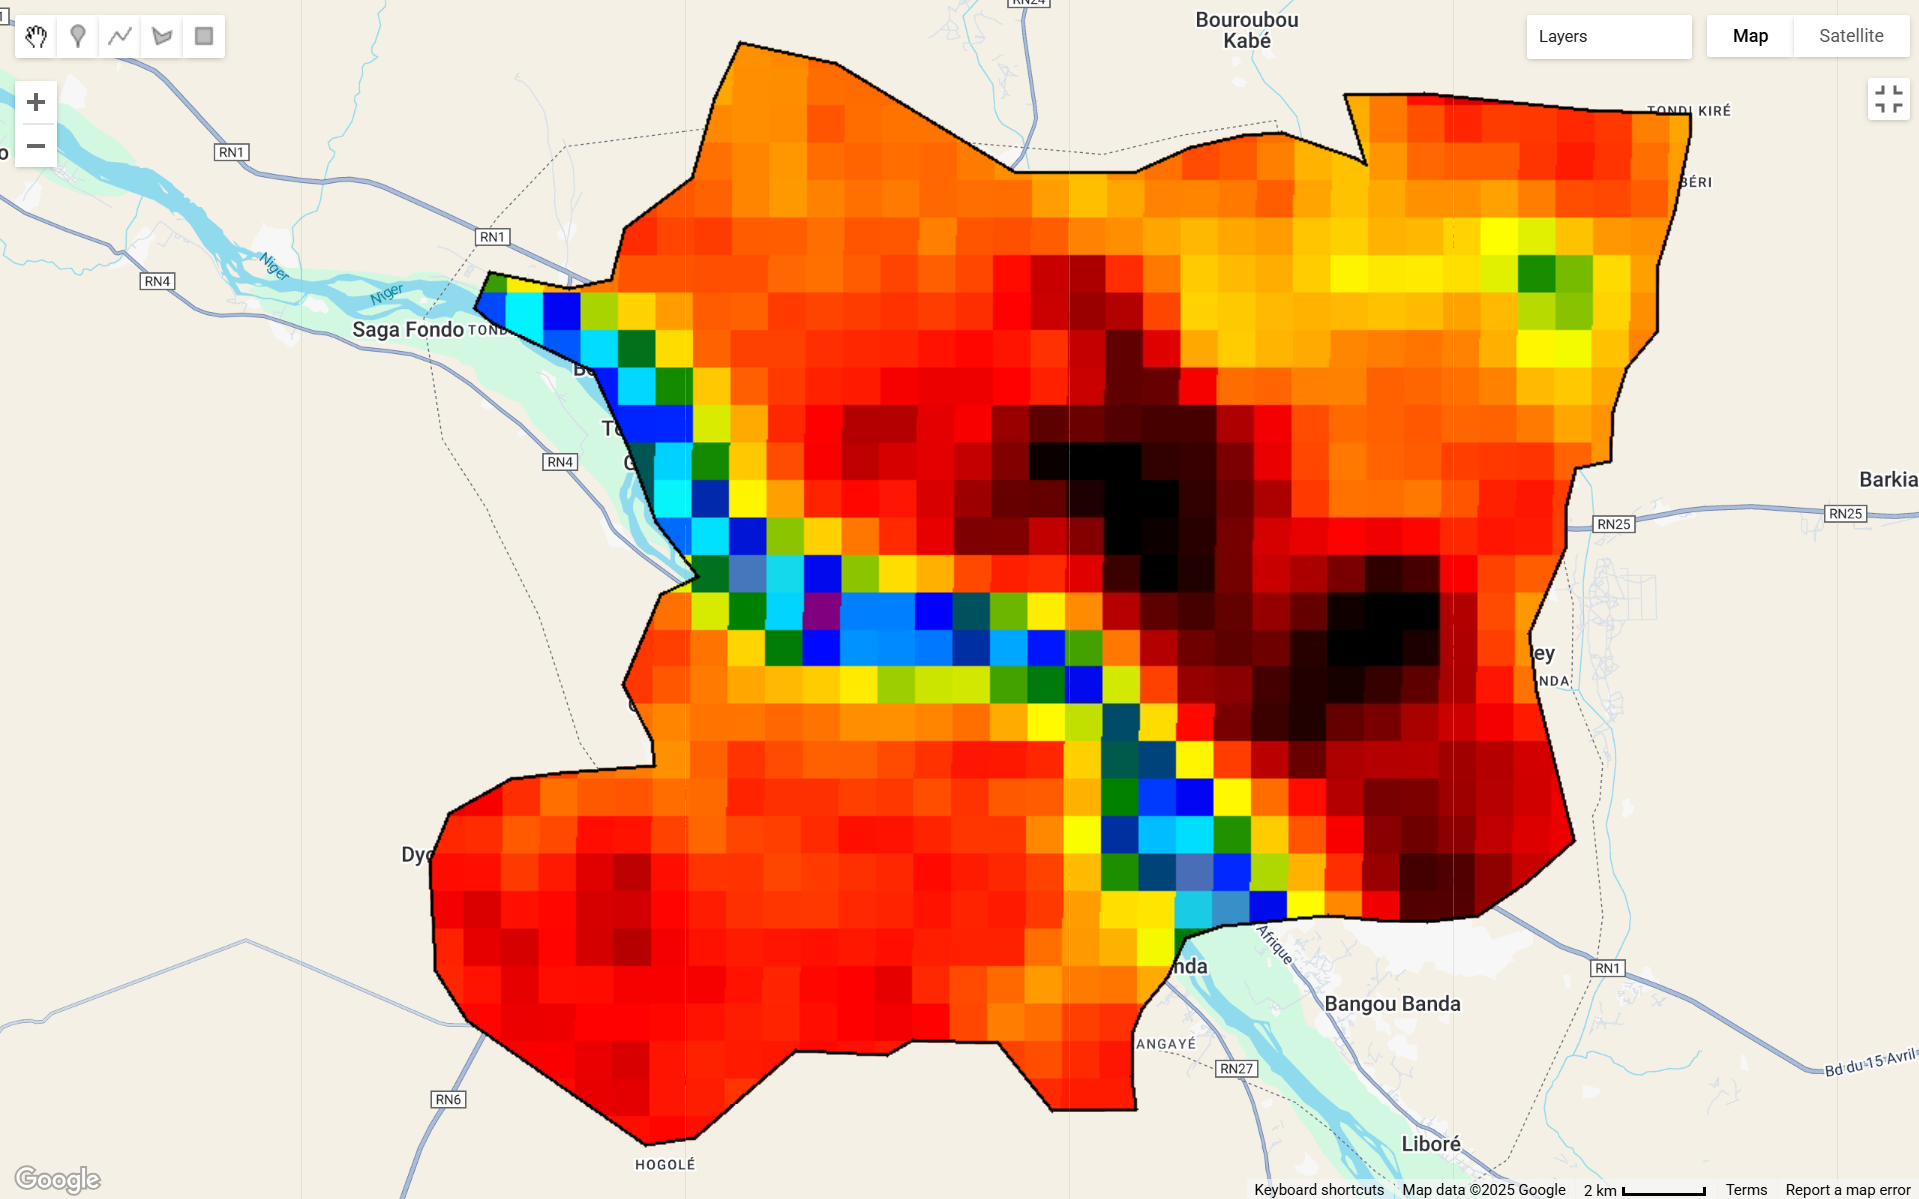 RN24
Bouroubou
Kabé
Layers
Map
Satellite
TONDI KIRÉ
RN1
BÉRI
RN1
RN4
Niger
Niger
Saga Fondo
TOND
RN4
Barkia
RN25
RN25
ey
NDA
Dyo
Afrique
nda
RN1
Bangou Banda
ANGAYÉ
RN27
Bd du 15 Avril
RN6
Liboré
HOGOLÉ
Google
Keyboard shortcuts
Map data ©2025 Google
2 km
Terms
Report a map error